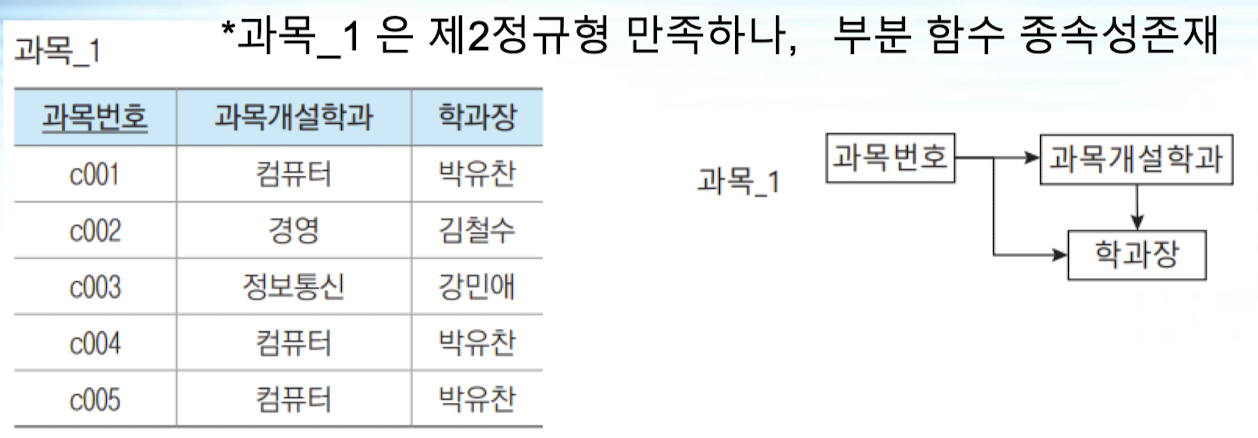 *과목_1 은 제2정규형 만족하나, 부분 함수 종속성존재
과목_1
과목번호 과목개설학과 학과장
c001 컴퓨터 박유찬
c002 경영 김철수
c003 정보통신 강민애
c004 컴퓨터 박유찬
c005 컴퓨터 박유찬
과목_1
과목번호
과목개설학과
학과장